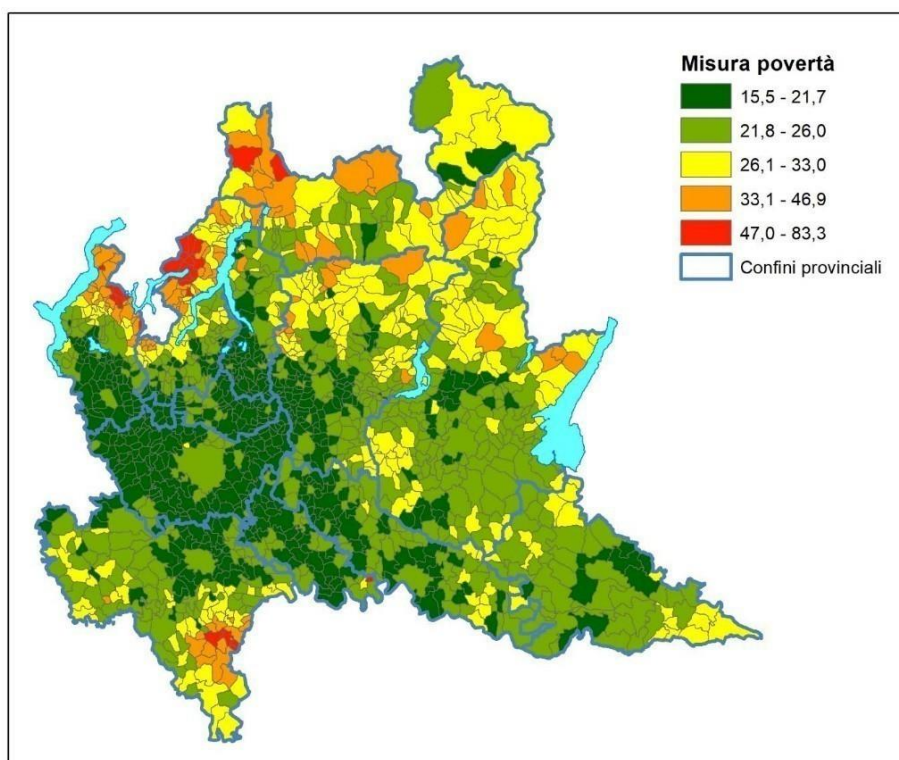 Misura povertà
15,5 - 21,7
21,8 - 26,0
26,1 - 33,0
33,1 - 46,9
47,0 - 83,3
Confini provinciali